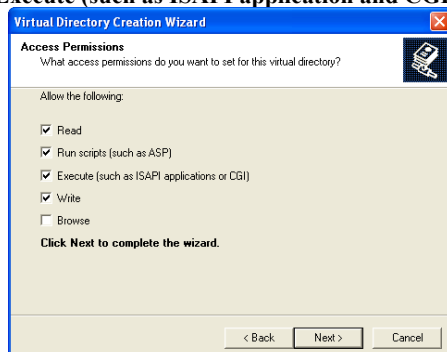 Execute (such as ISAPI application and CGI
Virtual Directory Creation Wizard
Access Permissions
What access permissions do you want to set for this virtual directory?
Allow the following:
Read
Run scripts (such as ASP)
Execute (such as ISAPI applications or CGI)
Write
Browse
Click Next to complete the wizard.
< Back Next > Cancel